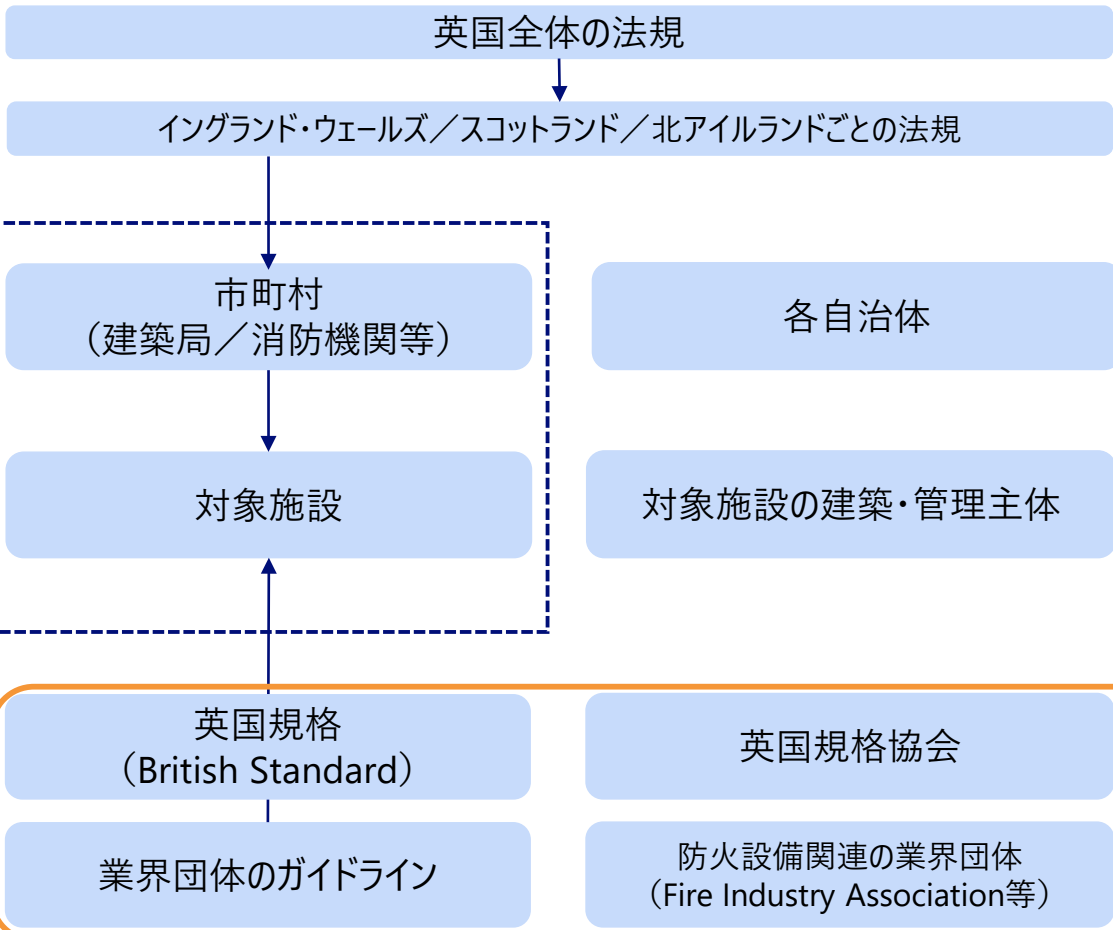 英国全体の法規
イングランド・ウェールズ／スコットランド／北アイルランドごとの法規
市町村
（建築局／消防機関等）
各自治体
対象施設
対象施設の建築・管理主体
英国規格
（British Standard）
英国規格協会
業界団体のガイドライン
防火設備関連の業界団体
（Fire Industry Association等）